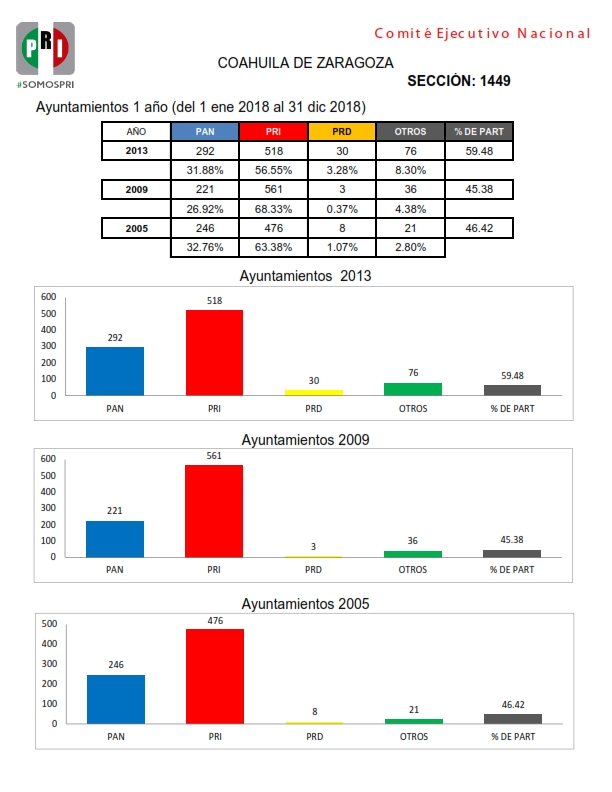 Comité Ejecutivo Nacional
PRI
#SOMOSPRI
COAHUILA DE ZARAGOZA
SECCIÓN: 1449
Ayuntamientos 1 año (del 1 ene 2018 al 31 dic 2018)
AÑO PAN PRI PRD OTROS % DE PART
2013 292 518 30 76 59.48
31.88% 56.55% 3.28% 8.30%
2009 221 561 3 36 45.38
26.92% 68.33% 0.37% 4.38%
2005 246 476 8 21 46.42
32.76% 63.38% 1.07% 2.80%
Ayuntamientos 2013
600
500
400
300
200
100
0
292 518 30 76 59.48
PAN PRI PRD OTROS % DE PART
Ayuntamientos 2009
600
500
400
300
200
100
0
221 561 3 36 45.38
PAN PRI PRD OTROS % DE PART
Ayuntamientos 2005
500
400
300
200
100
0
246 476 8 21 46.42
PAN PRI PRD OTROS % DE PART